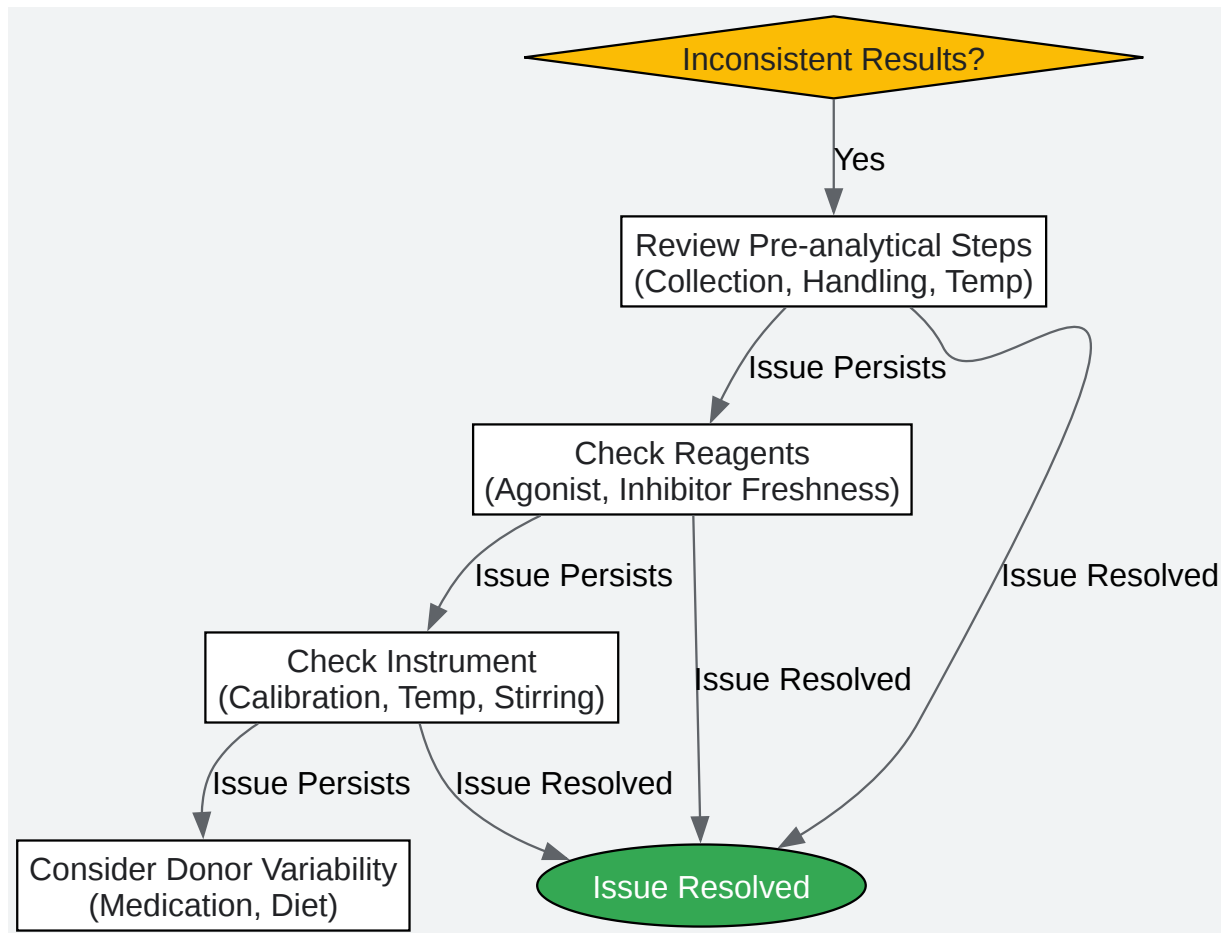 Inconsistent Results?
Yes
Review Pre-analytical Steps
(Collection, Handling, Temp)
Issue Persists
Check Reagents
(Agonist, Inhibitor Freshness)
Issue Persists
Issue Resolved
Check Instrument
(Calibration, Temp, Stirring)
Issue Resolved
Issue Persists
Issue Resolved
Consider Donor Variability
(Medication, Diet)
Issue Resolved